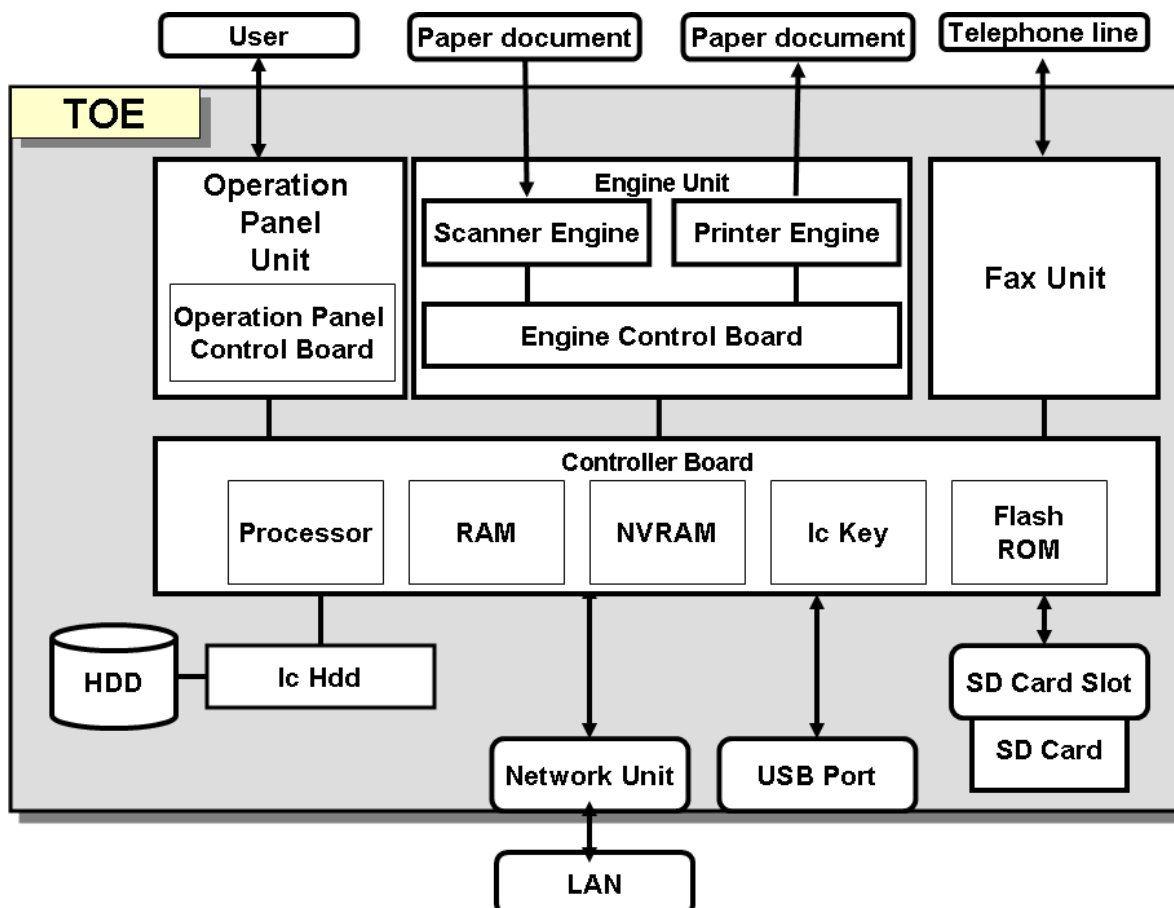 User
Paper document
Paper document
Telephone line
TOE
Operation
Panel
Unit
Operation Panel
Control Board
Engine Unit
Scanner Engine
Printer Engine
Engine Control Board
Fax Unit
Controller Board
Processor
RAM
NVRAM
Ic Key
Flash
ROM
HDD
Ic Hdd
SD Card Slot
SD Card
Network Unit
USB Port
LAN